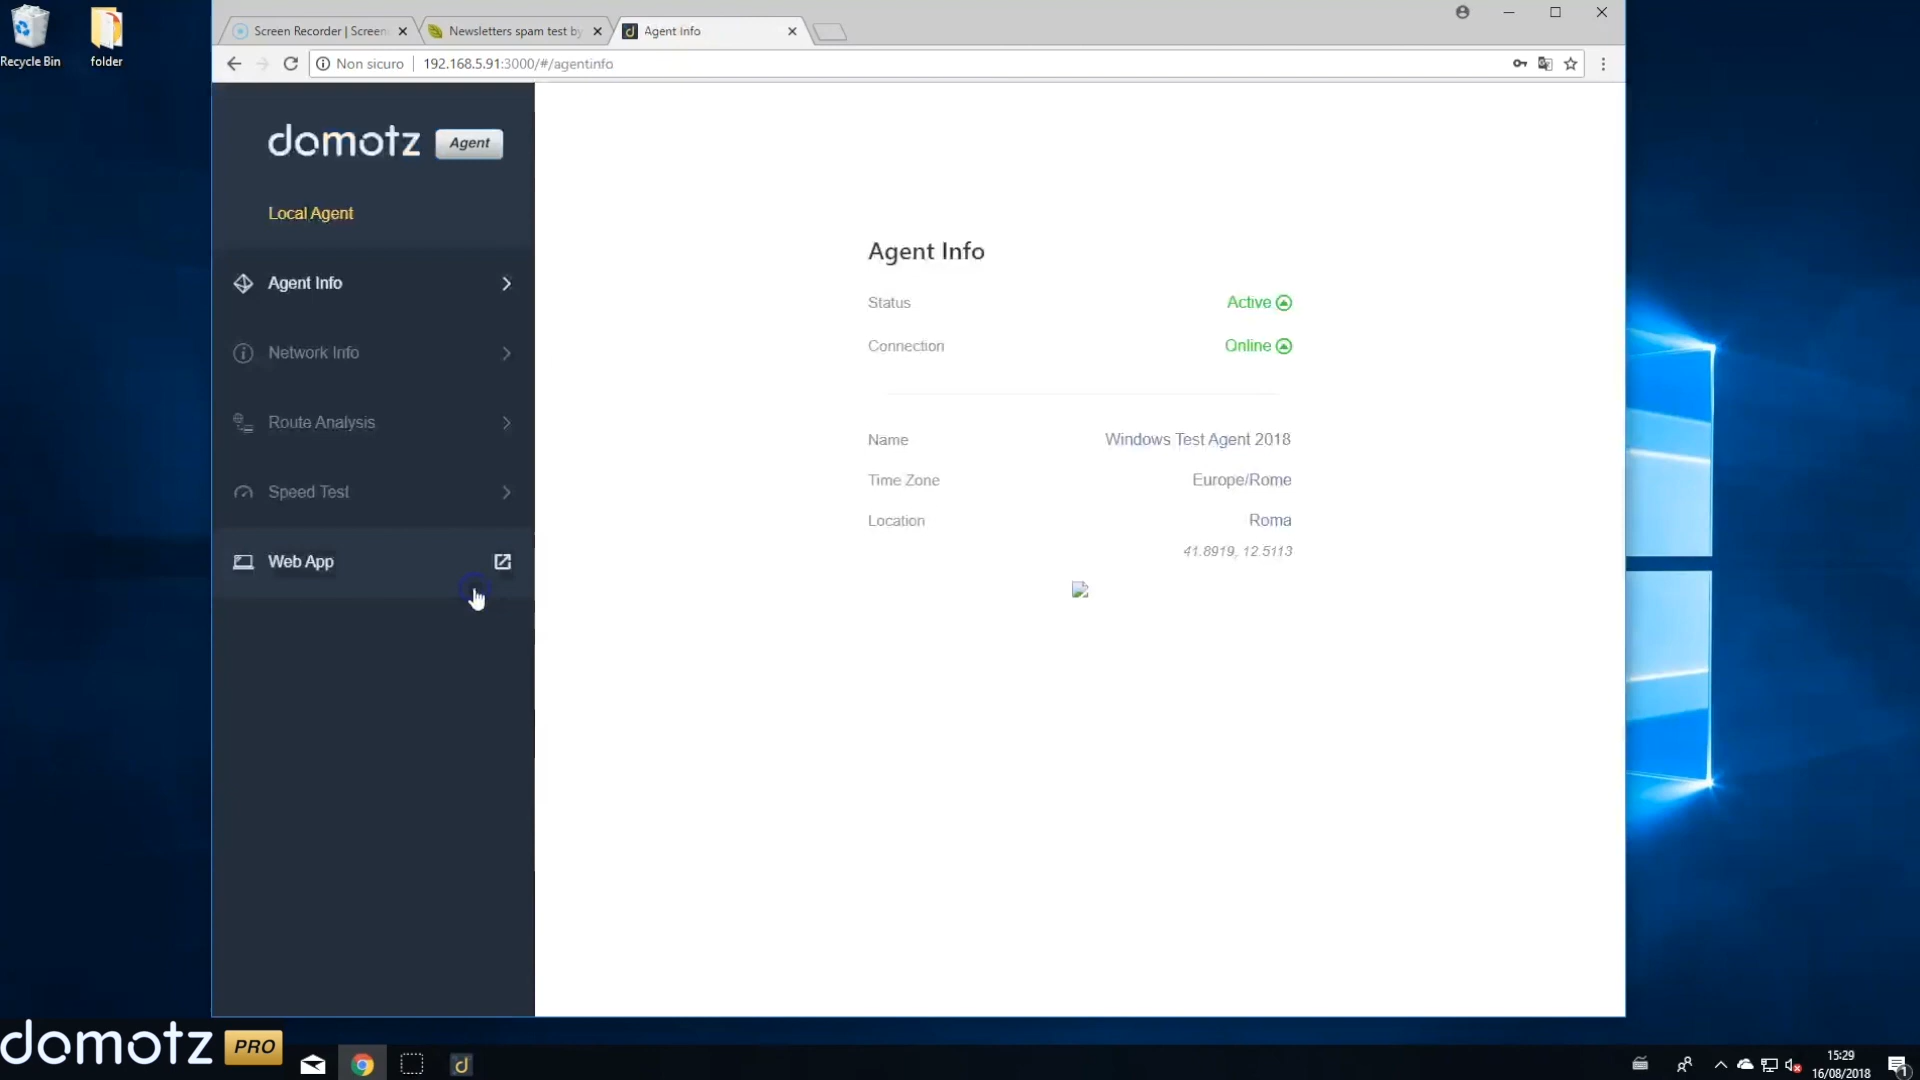 Recycle Bin
folder
Screen Recorder | Screen
Newsletters spam test by
Agent Info
Non sicuro
192.168.5.91:3000/#/agentinfo
domotz Agent
Local Agent
Agent Info
Network Info
Route Analysis
Speed Test
Web App
Agent Info
Status Active
Connection Online
Name Windows Test Agent 2018
Time Zone Europe/Rome
Location Roma
41.8919, 12.5113
domotz PRO
15:29
16/08/2018
1